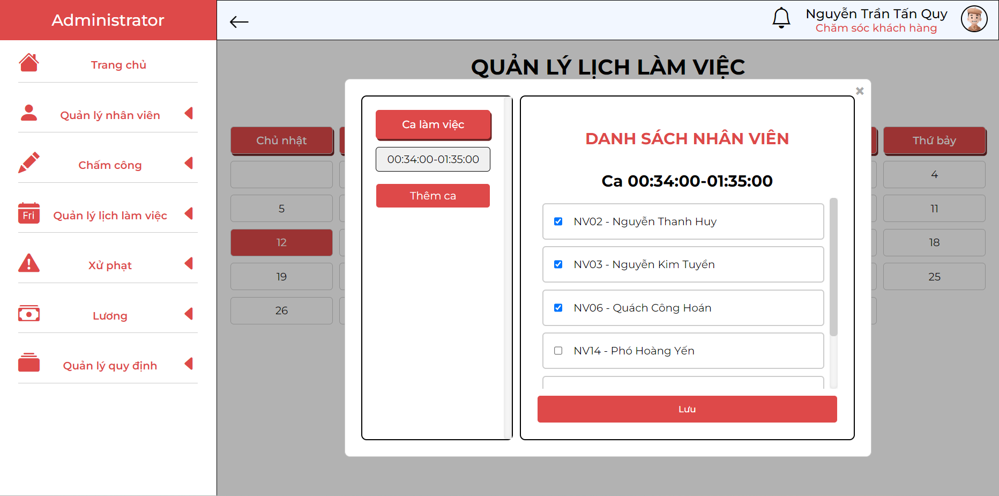 Administrator
Nguyễn Trần Tấn Quy
Chăm sóc khách hàng
Trang chủ
Quản lý nhân viên
Chấm công
Fri
Quản lý lịch làm việc
Xử phạt
Lương
Quản lý quy định
QUẢN LÝ LỊCH LÀM VIỆC
Chủ nhật
Thứ bảy
4
5
11
12
18
19
25
26
Ca làm việc
00:34:00-01:35:00
Thêm ca
DANH SÁCH NHÂN VIÊN
Ca 00:34:00-01:35:00
NV02 - Nguyễn Thanh Huy
NV03 - Nguyễn Kim Tuyền
NV06 - Quách Công Hoán
NV14 - Phó Hoàng Yến
Lưu